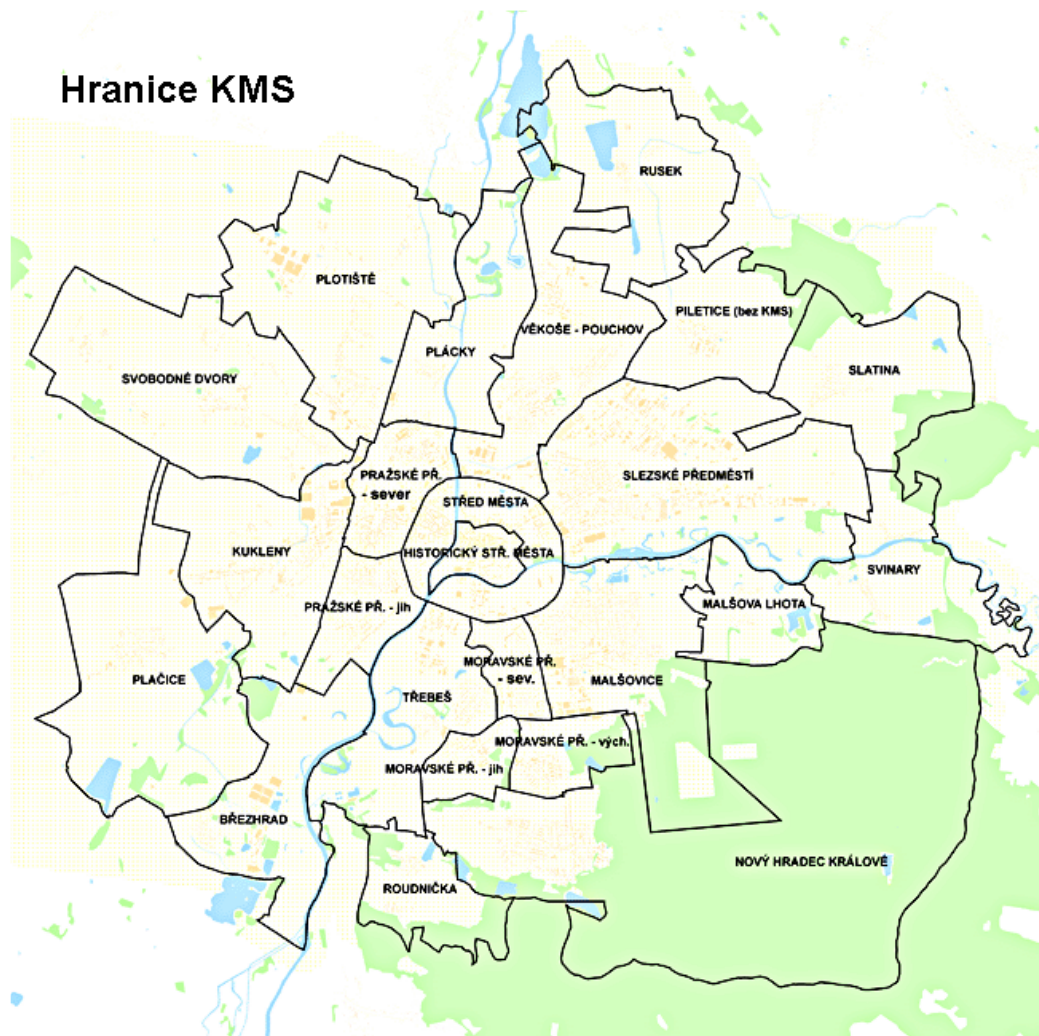 Hranice KMS
RUSEK
PLOTIŠTĚ
PILETICE (bez KMS)
VĚKOŠE - POUCHOV
PLÁCKY
SLATINA
SVOBODNÉ DVORY
PRAŽSKÉ PŘ.
- sever
SLEZSKÉ PŘEDMĚSTÍ
STŘED MĚSTA
KUKLENY
HISTORICKÝ STŘ. MĚSTA
SVINARY
PRAŽSKÉ PŘ. - jih
MALŠOVA LHOTA
MORAVSKÉ PŘ.
- sev.
PLAČICE
MALŠOVICE
TŘEBEŠ
MORAVSKÉ PŘ. - vých.
MORAVSKÉ PŘ. - jih
BŘEZHRAD
NOVÝ HRADEC KRÁLOVÉ
ROUDNIČKA